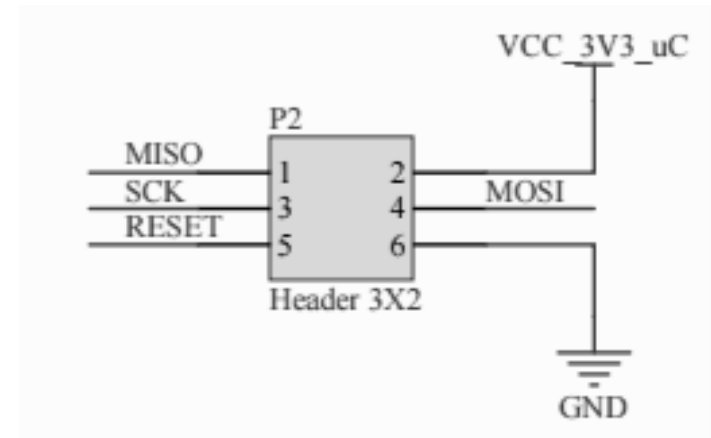 VCC_3V3_uC
P2
MISO 1 2
SCK 3 4 MOSI
RESET 5 6
Header 3X2
GND